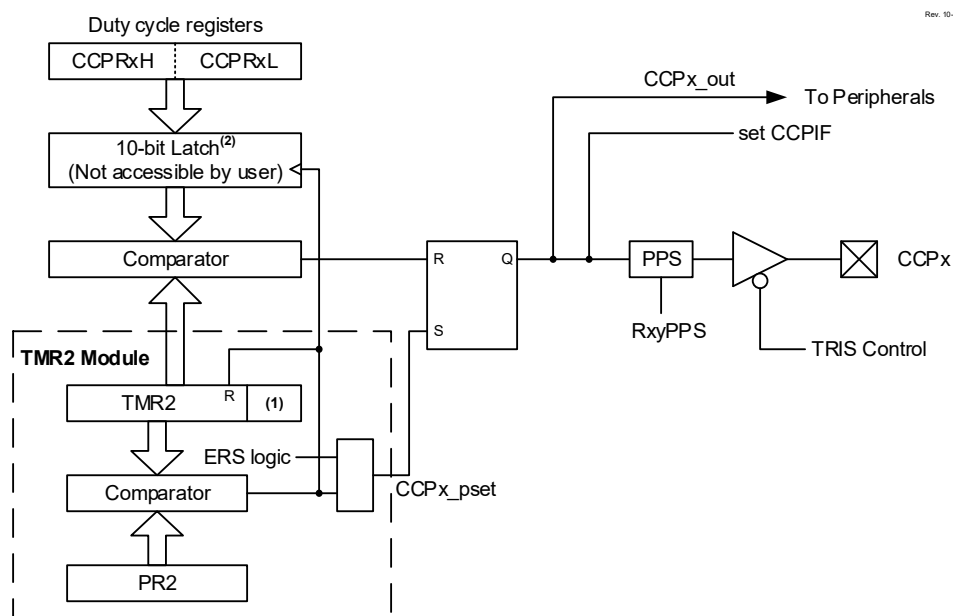 Rev. 10-
Duty cycle registers
CCPRxH CCPRxL
CCPx_out
To Peripherals
set CCPIF
10-bit Latch(2)
(Not accessible by user)
Comparator
R Q
PPS
CCPx
S
RxyPPS
TRIS Control
TMR2 Module
TMR2 R (1)
ERS logic
Comparator
CCPx_pset
PR2